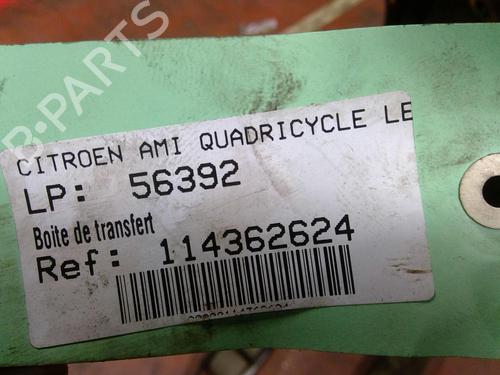 B-PARTS
CITROEN AMI QUADRICYCLE LE
LP: 56392
Boite de transfert
Ref: 114362624